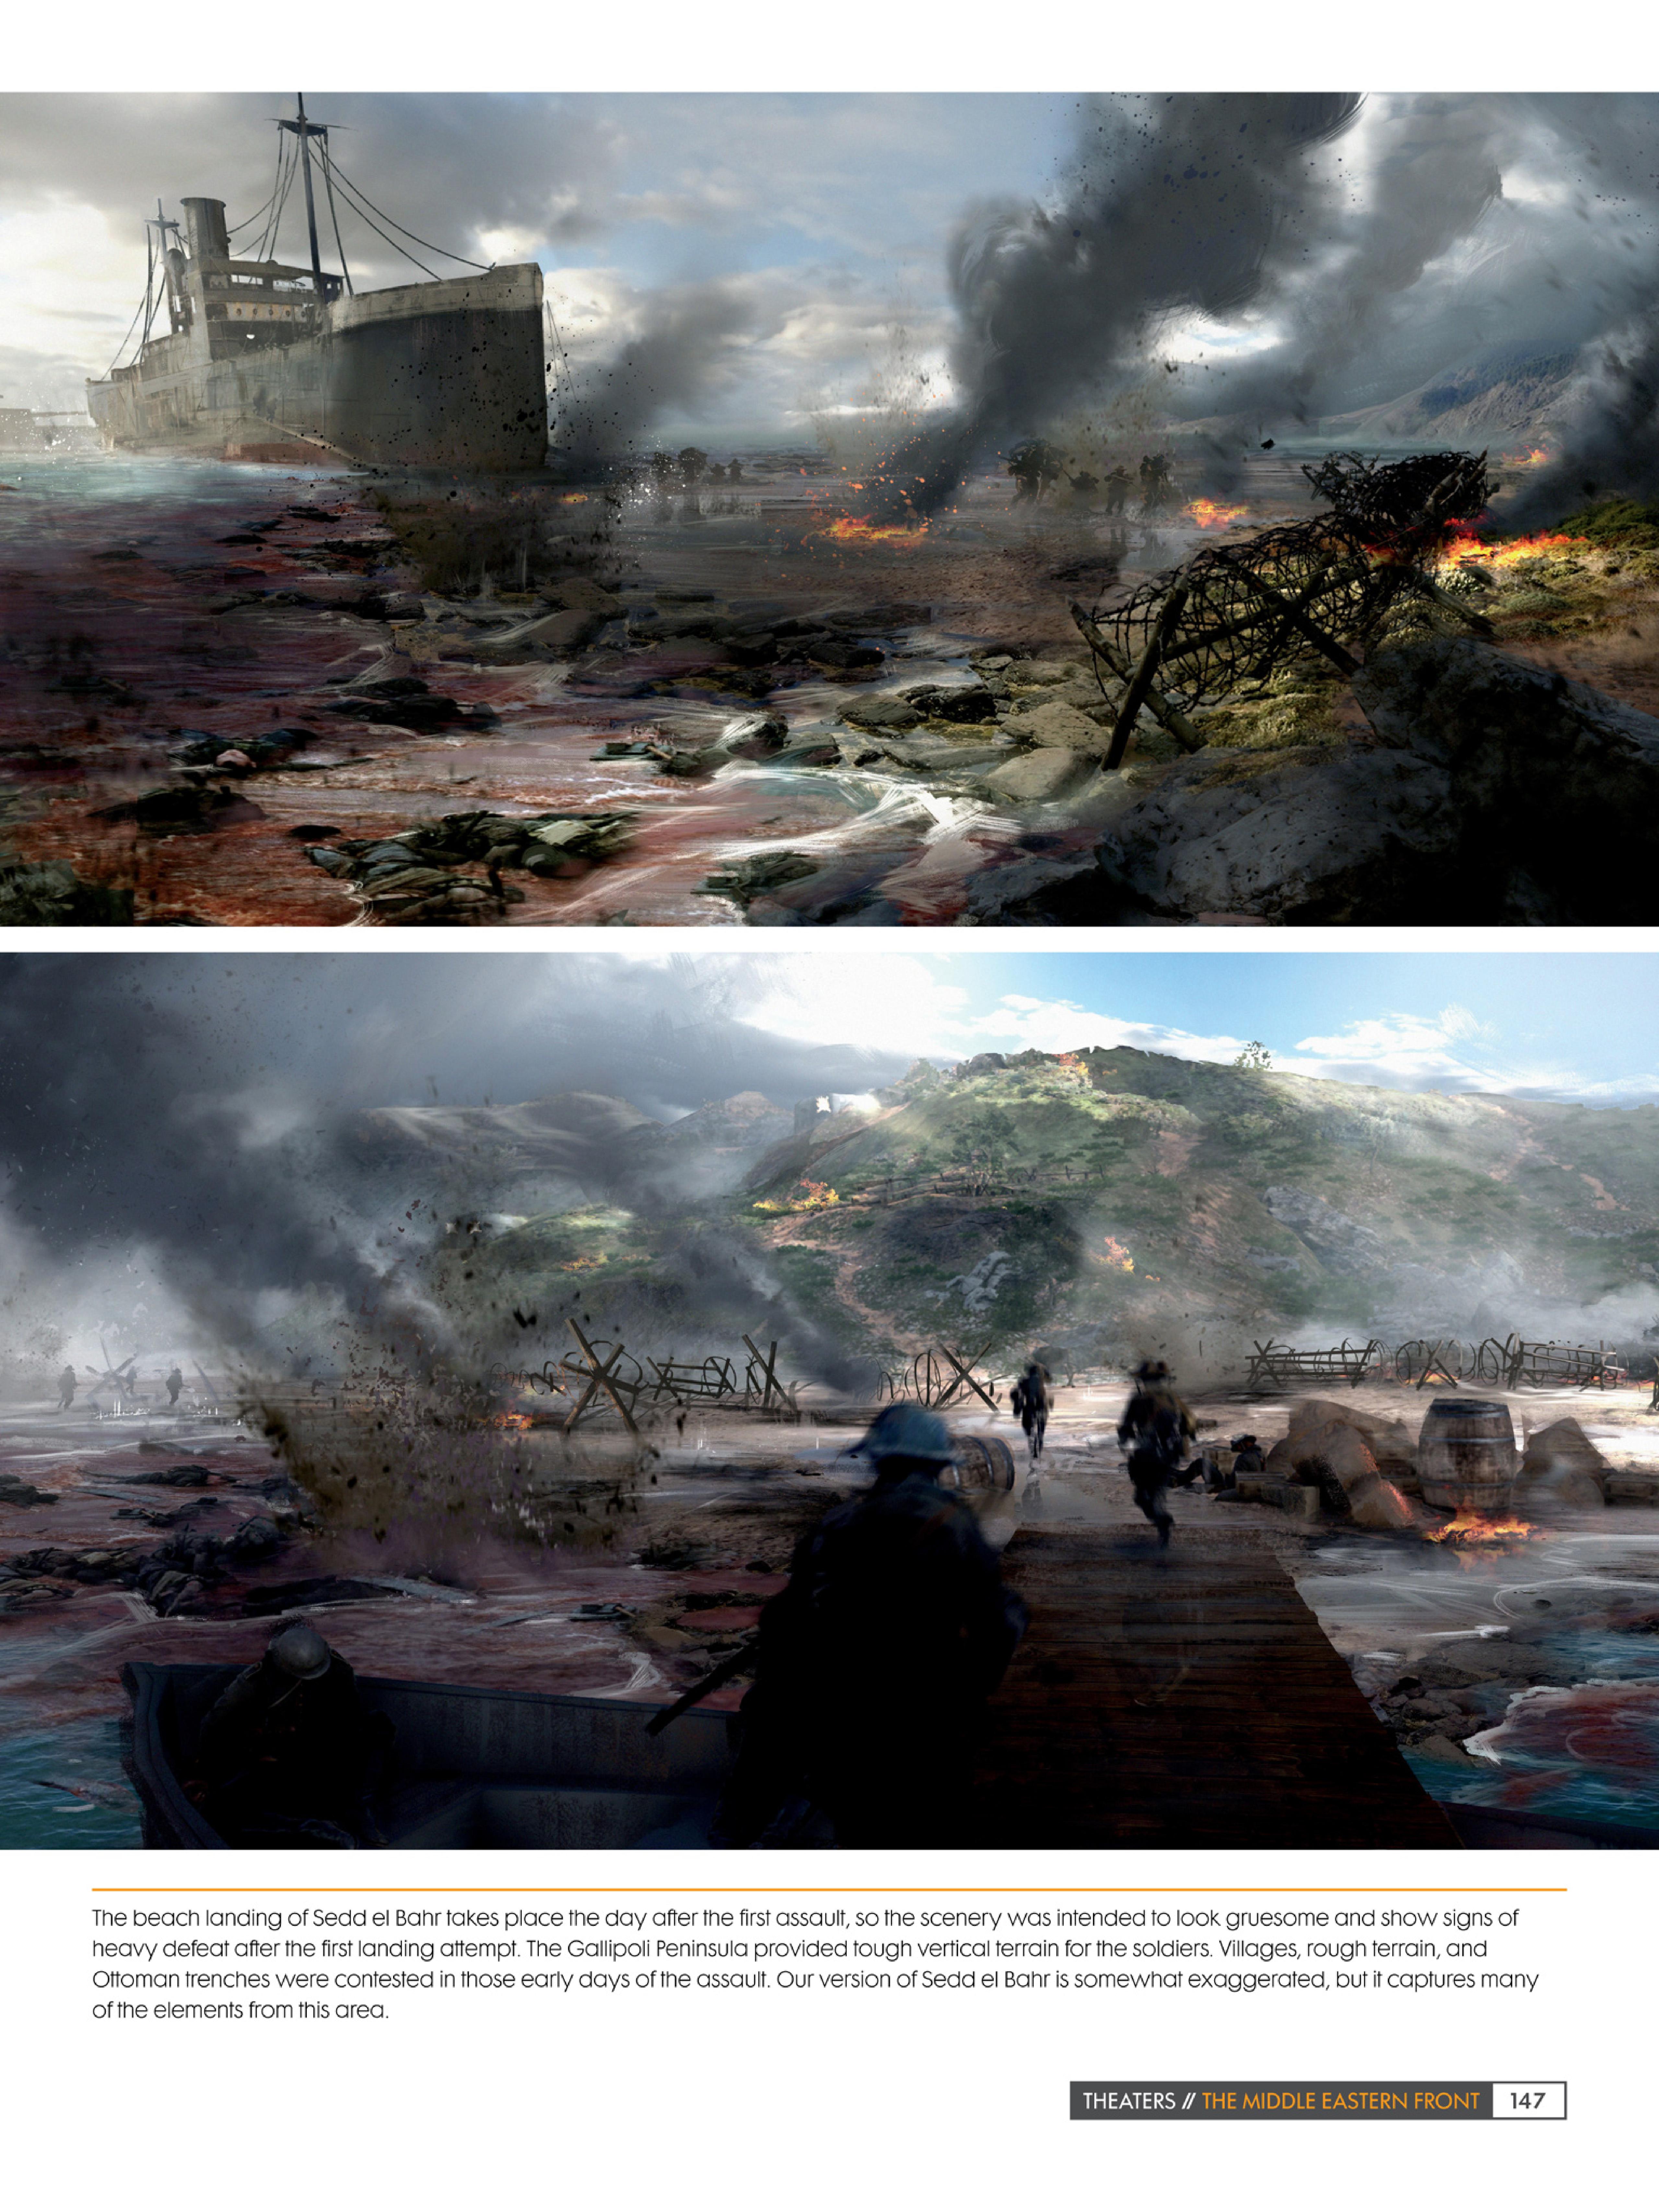 The beach landing of Sedd el Bahr takes place the day after the first assault, so the scenery was intended to look gruesome and show signs of
heavy defeat after the first landing attempt. The Gallipoli Peninsula provided tough vertical terrain for the soldiers. Villages, rough terrain, and
Ottoman trenches were contested in those early days of the assault. Our version of Sedd el Bahr is somewhat exaggerated, but it captures many
of the elements from this area.
THEATERS // THE MIDDLE EASTERN FRONT 147